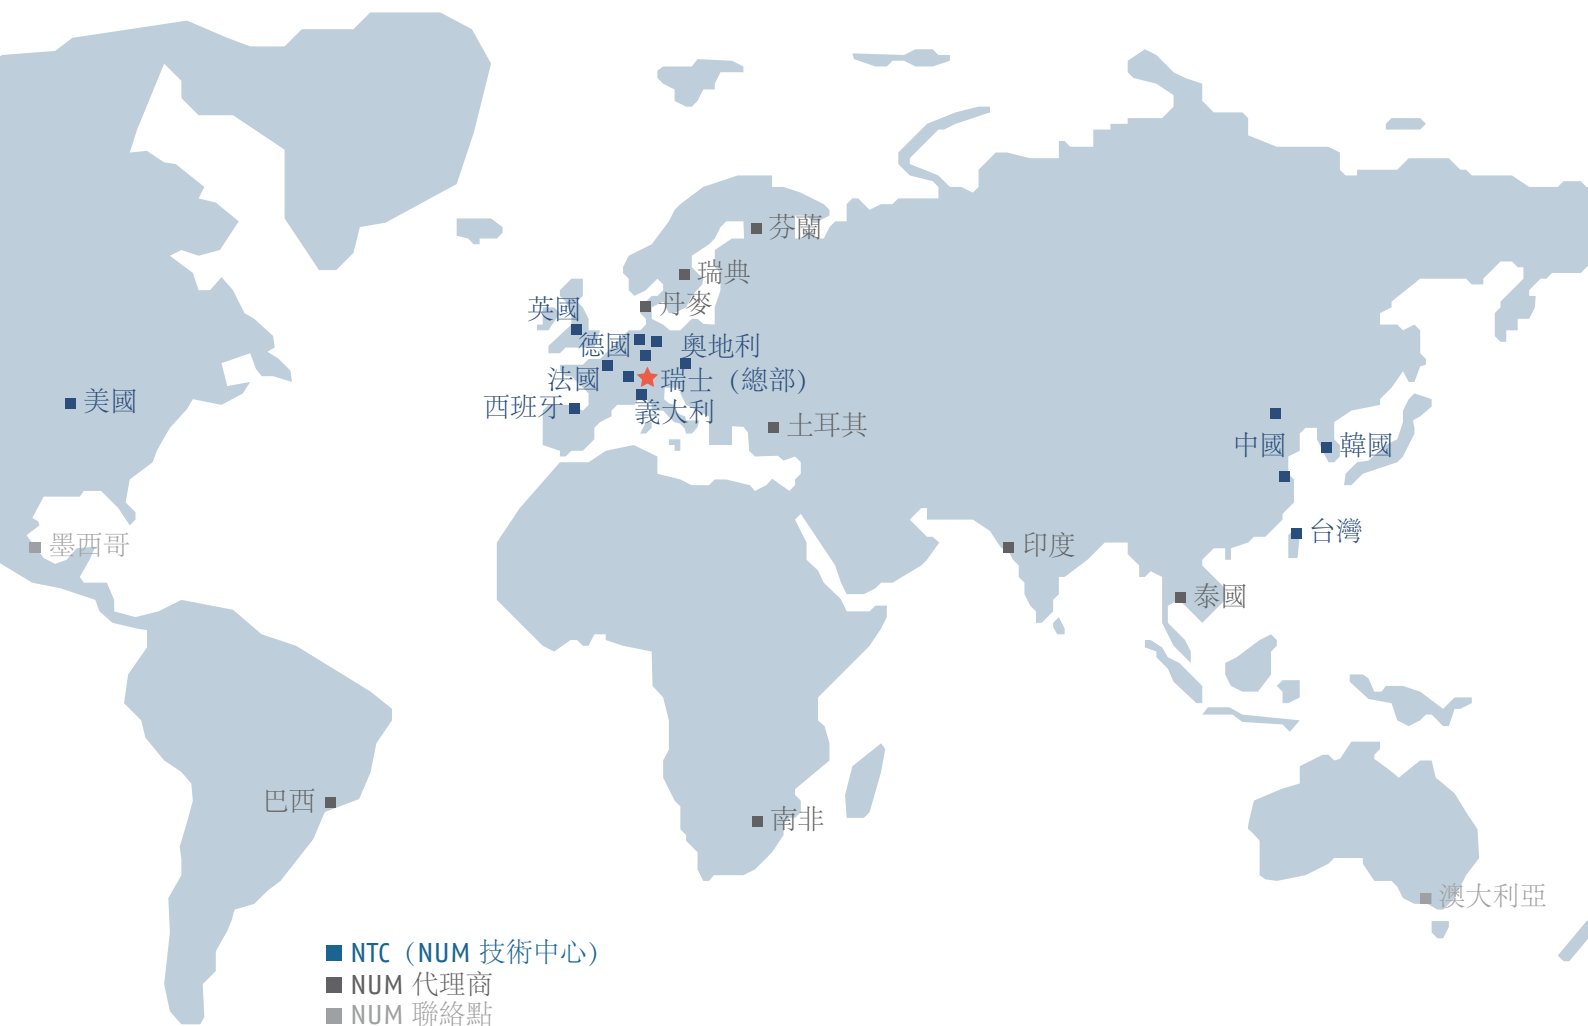 芬蘭
瑞典
丹麥
英國
德國
奧地利
法國
瑞士（總部）
西班牙
義大利
美國
土耳其
中國
韓國
台灣
墨西哥
印度
泰國
巴西
南非
澳大利亞
NTC（NUM 技術中心）
NUM 代理商
NUM 聯絡點